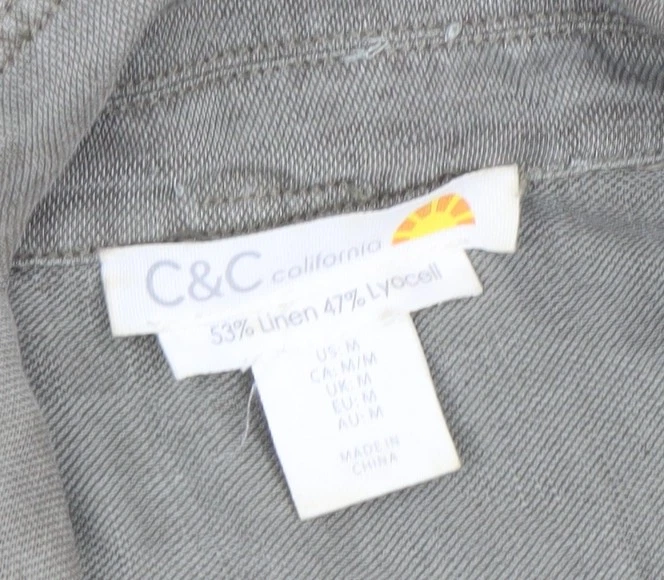 C&C california
53% Linen 47% Lyocell
US: M
CA: M/M
UK: M
EU: M
AU: M
MADE IN
CHINA